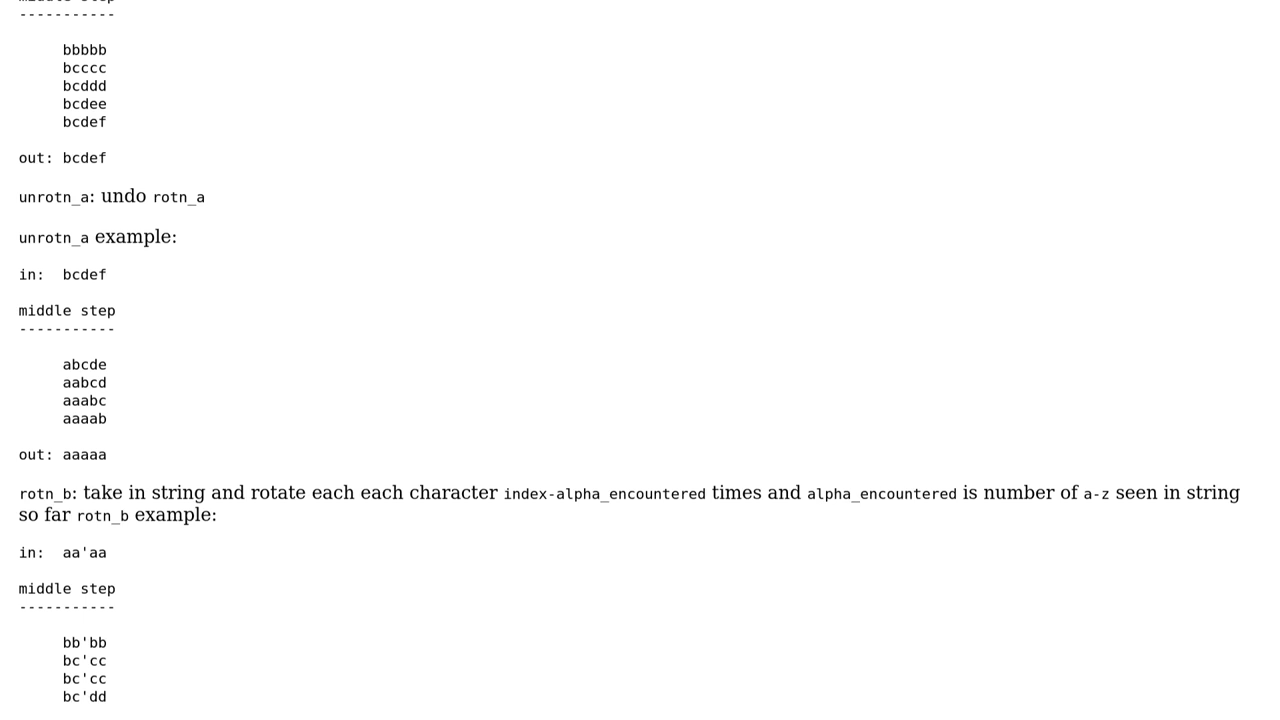 middle step
-----------
bbbbb
bcccc
bcddd
bcdee
bcdef
out: bcdef
unrotn_a: undo rotn_a
unrotn_a example:
in:  bcdef
middle step
-----------
abcde
aabcd
aaabc
aaaab
out: aaaaa
rotn_b: take in string and rotate each each character index-alpha_encountered times and alpha_encountered is number of a-z seen in string
so far rotn_b example:
in:  aa'aa
middle step
-----------
bb'bb
bc'cc
bc'cc
bc'dd